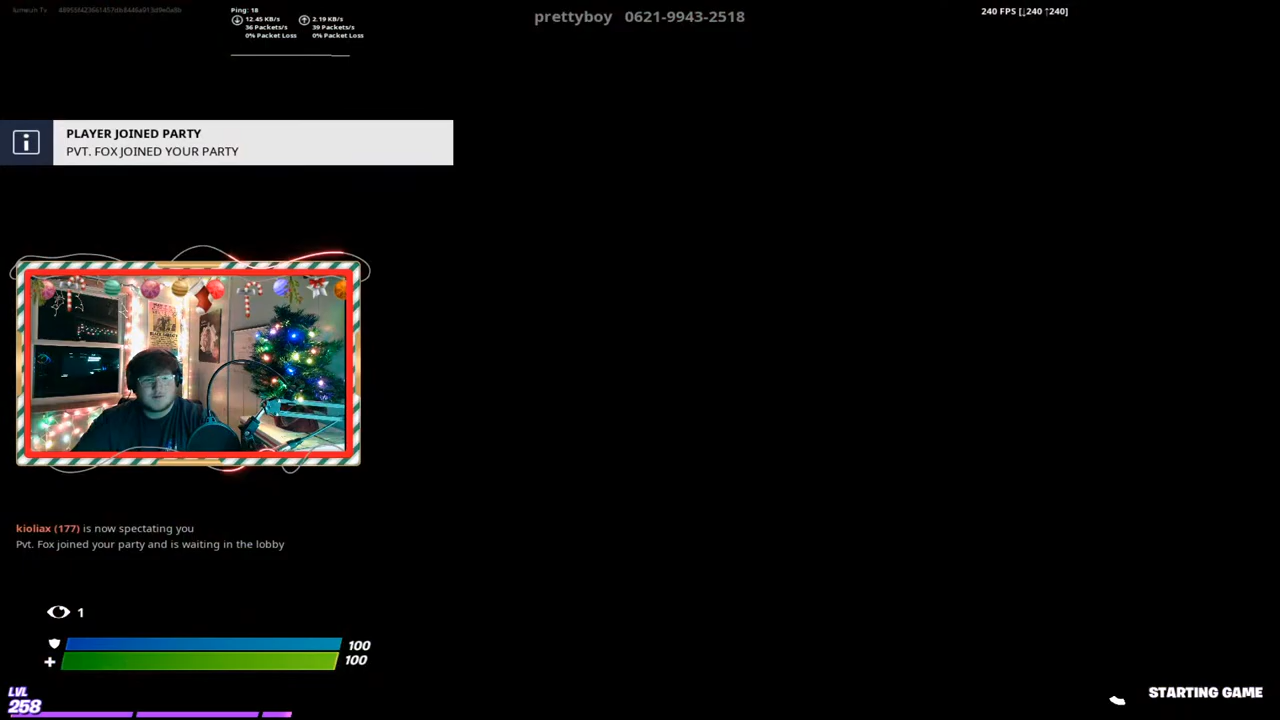 Ping: 18
12.45 KB/s
2.19 KB/s
36 Packets/s
39 Packets/s
0% Packet Loss
0% Packet Loss
prettyboy 0621-9943-2518
240 FPS [↓240 ↑240]
PLAYER JOINED PARTY
PVT. FOX JOINED YOUR PARTY
kioliax (177) is now spectating you
Pvt. Fox joined your party and is waiting in the lobby
1
100
100
LVL
258
STARTING GAME